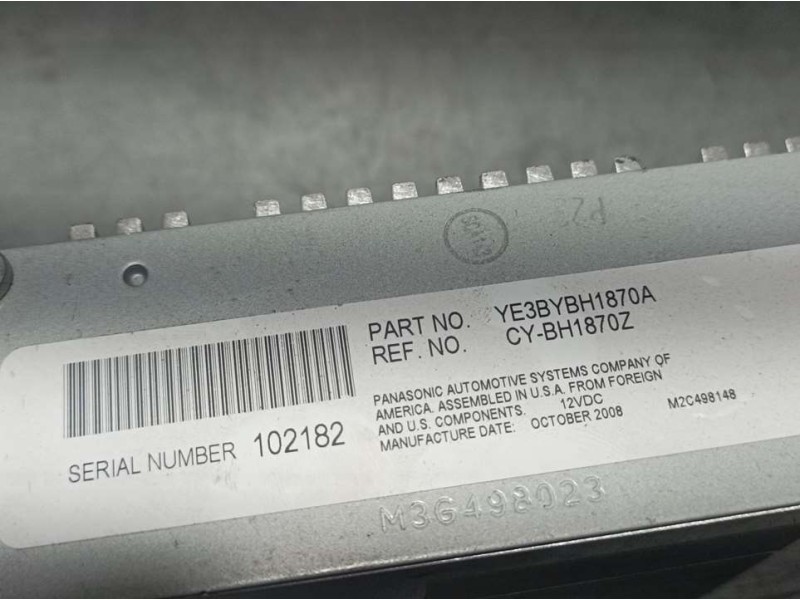 P23
PART NO. YE3BYBH1870A
REF. NO. CY-BH1870Z
PANASONIC AUTOMOTIVE SYSTEMS COMPANY OF
AMERICA. ASSEMBLED IN U.S.A. FROM FOREIGN
AND U.S. COMPONENTS. 12VDC M2C498148
MANUFACTURE DATE: OCTOBER 2008
SERIAL NUMBER 102182
M3G498023